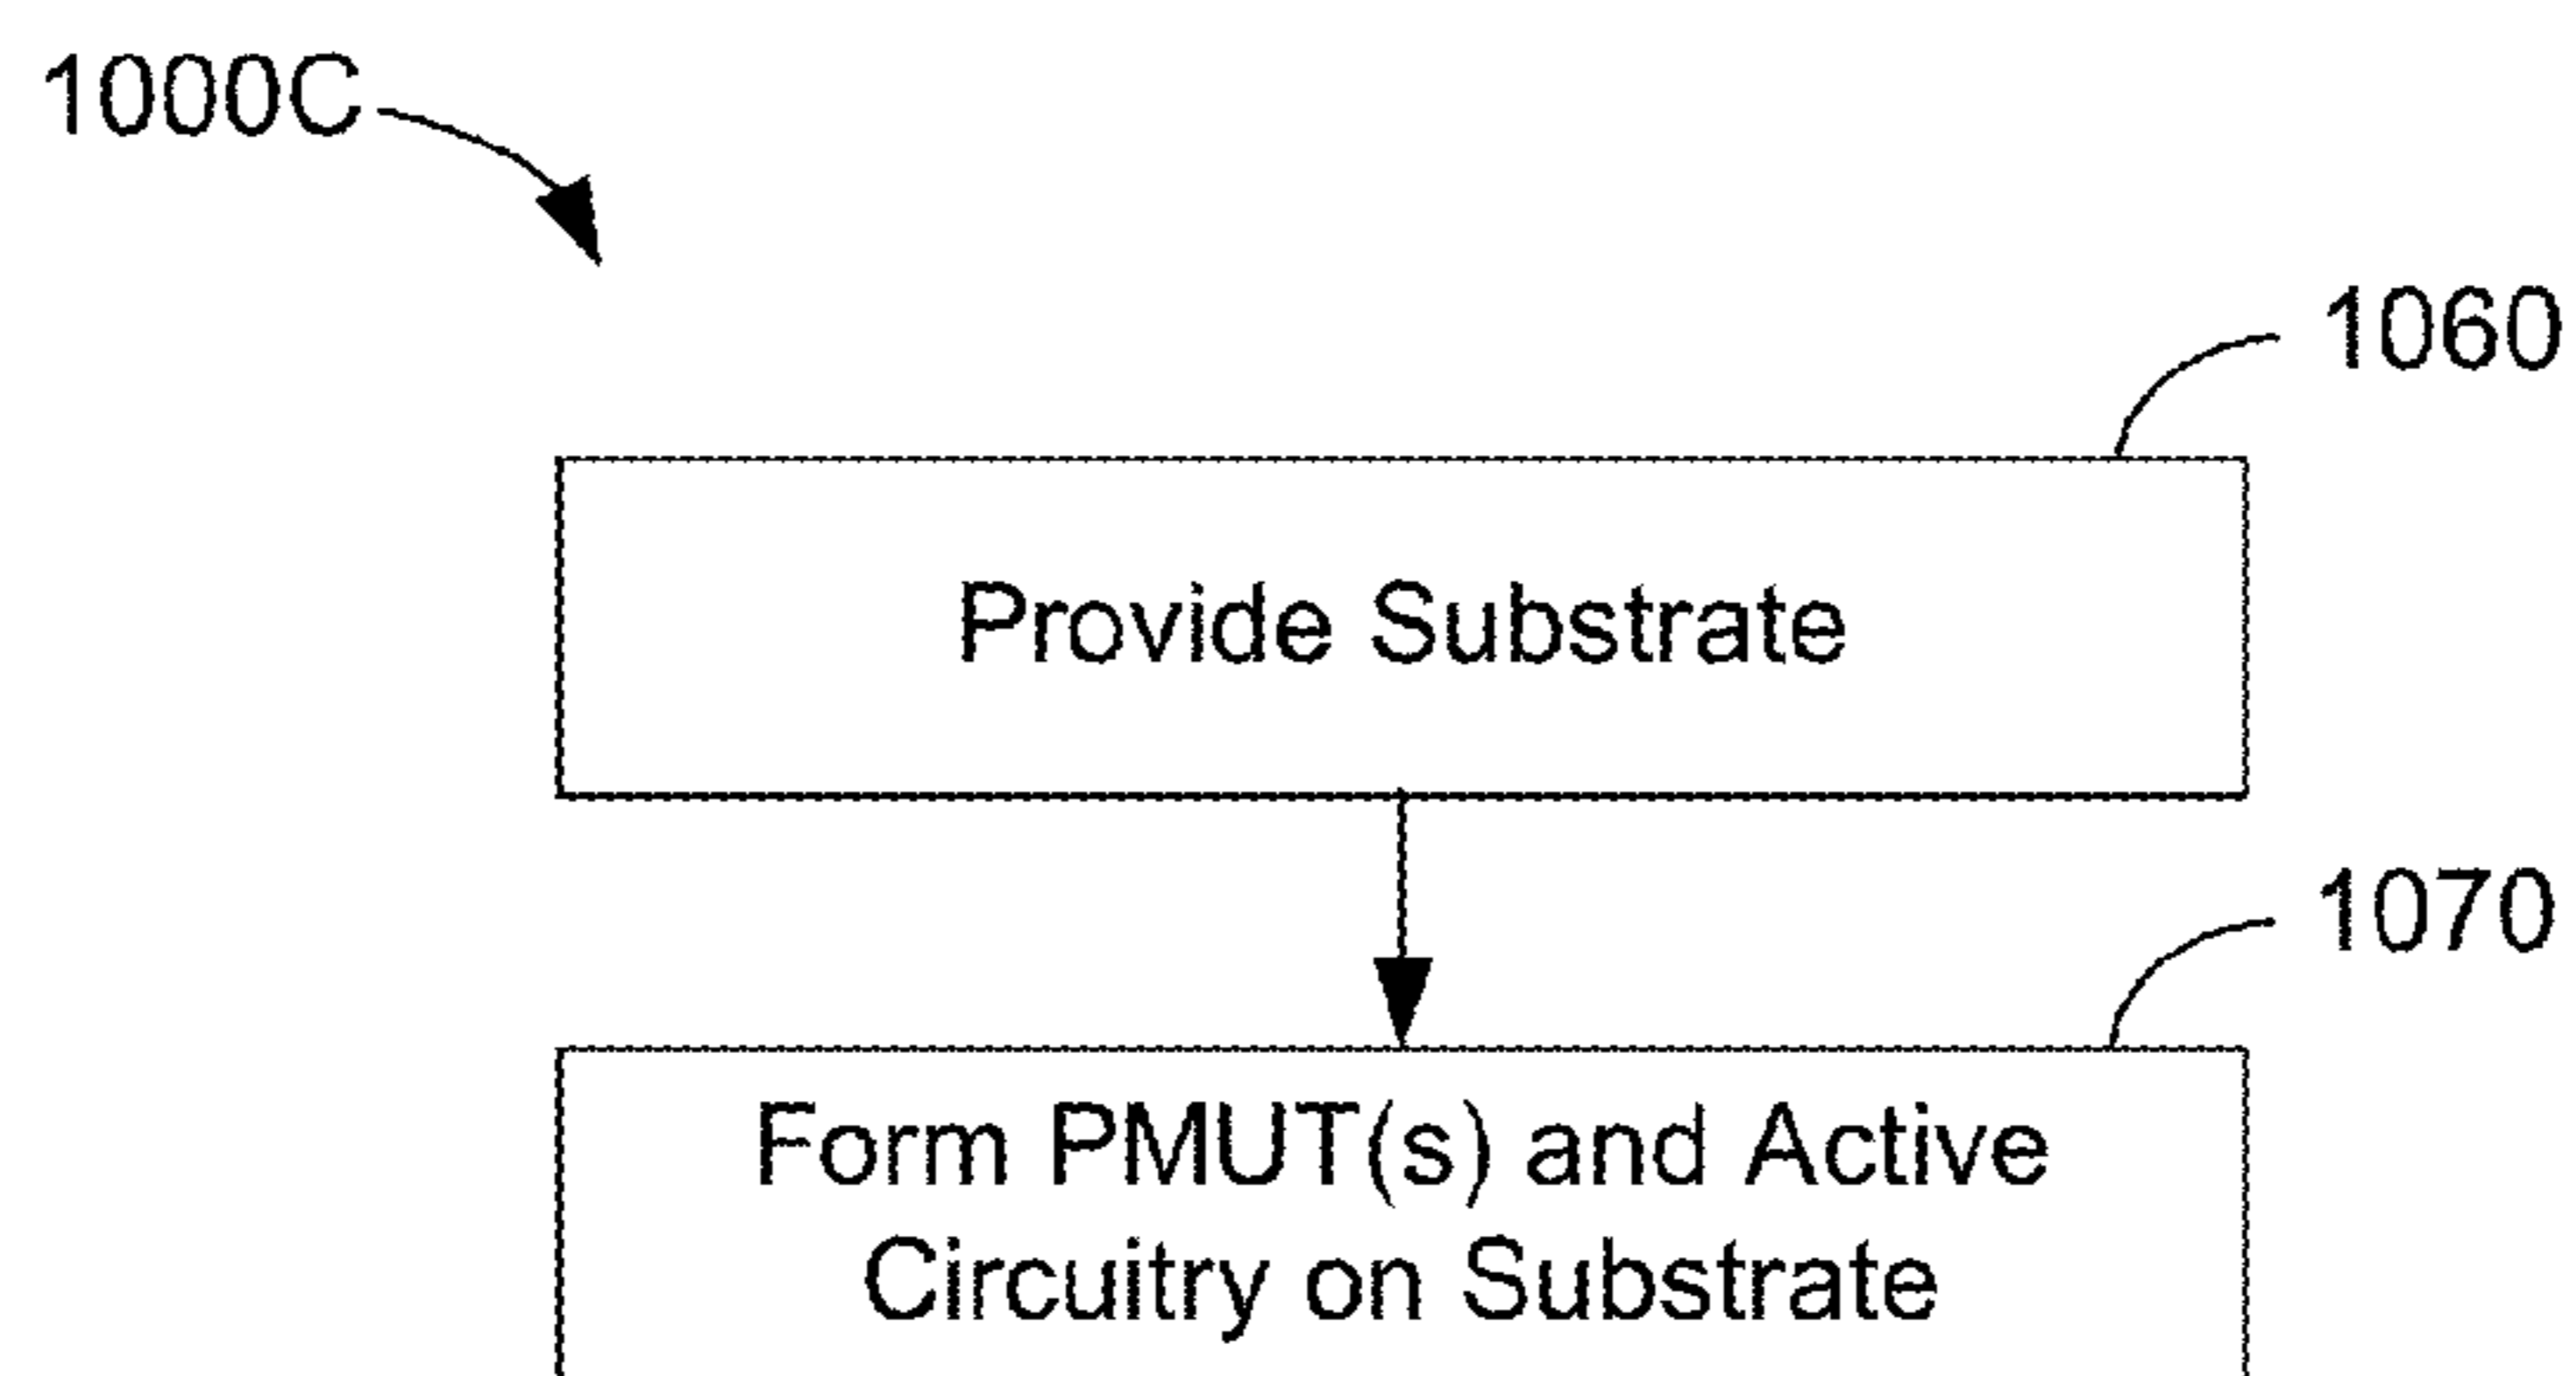 1000C
1060
Provide Substrate
1070
Form PMUT(s) and Active
Circuitry on Substrate